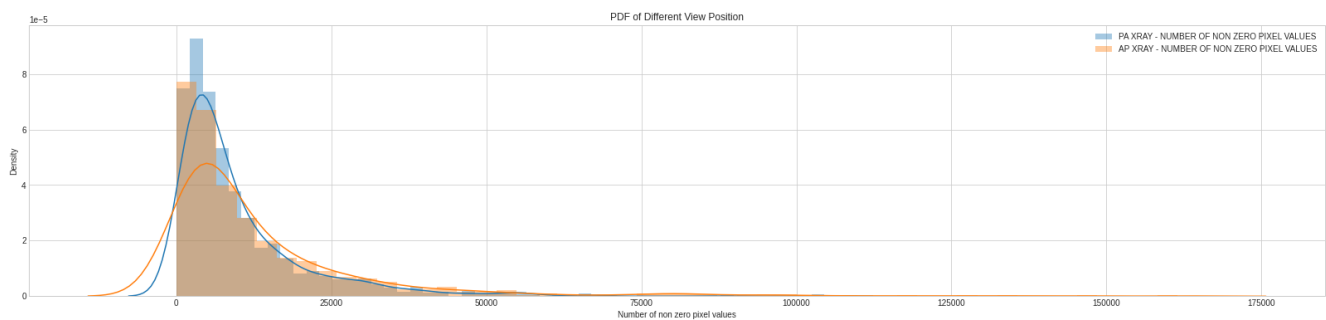 PDF of Different View Position
1e−5
PA XRAY - NUMBER OF NON ZERO PIXEL VALUES
AP XRAY - NUMBER OF NON ZERO PIXEL VALUES
8
6
4
2
0
Density
0 25000 50000 75000 100000 125000 150000 175000
Number of non zero pixel values